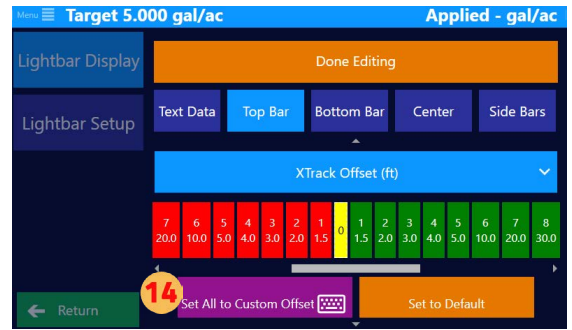 Menu Target 5.000 gal/ac Applied - gal/ac
Lightbar Display
Done Editing
Lightbar Setup
Text Data Top Bar Bottom Bar Center Side Bars
XTrack Offset (ft)
7 6 5 4 3 2 1 0 1 2 3 4 5 6 7 8
20.0 10.0 5.0 4.0 3.0 2.0 1.5 1.5 2.0 3.0 4.0 5.0 10.0 20.0 30.0
14
Set All to Custom Offset
Set to Default
Return